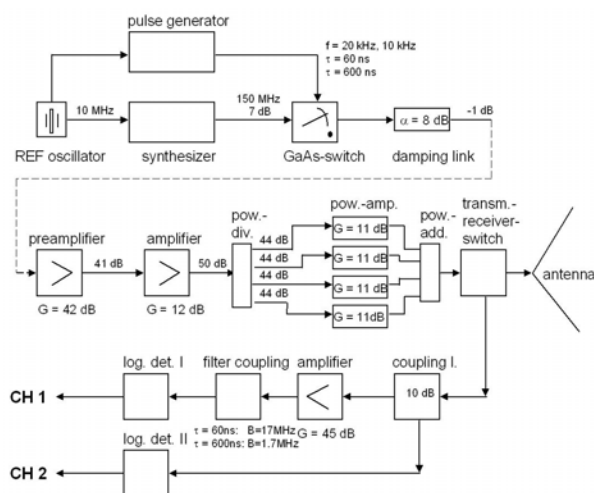 pulse generator
f = 20 kHz, 10 kHz
τ = 60 ns
τ = 600 ns
10 MHz
150 MHz
7 dB
α = 8 dB
-1 dB
REF oscillator
synthesizer
GaAs-switch
damping link
preamplifier
amplifier
pow.-
div.
pow.-amp.
pow.-
add.
transm.-
receiver-
switch
41 dB
50 dB
44 dB
44 dB
44 dB
44 dB
G = 11 dB
G = 11 dB
G = 11 dB
G = 11dB
antenna
G = 42 dB
G = 12 dB
log. det. I
filter coupling
amplifier
coupling I.
CH 1
10 dB
τ = 60ns: B=17MHz
τ = 600ns: B=1.7MHz
G = 45 dB
log. det. II
CH 2